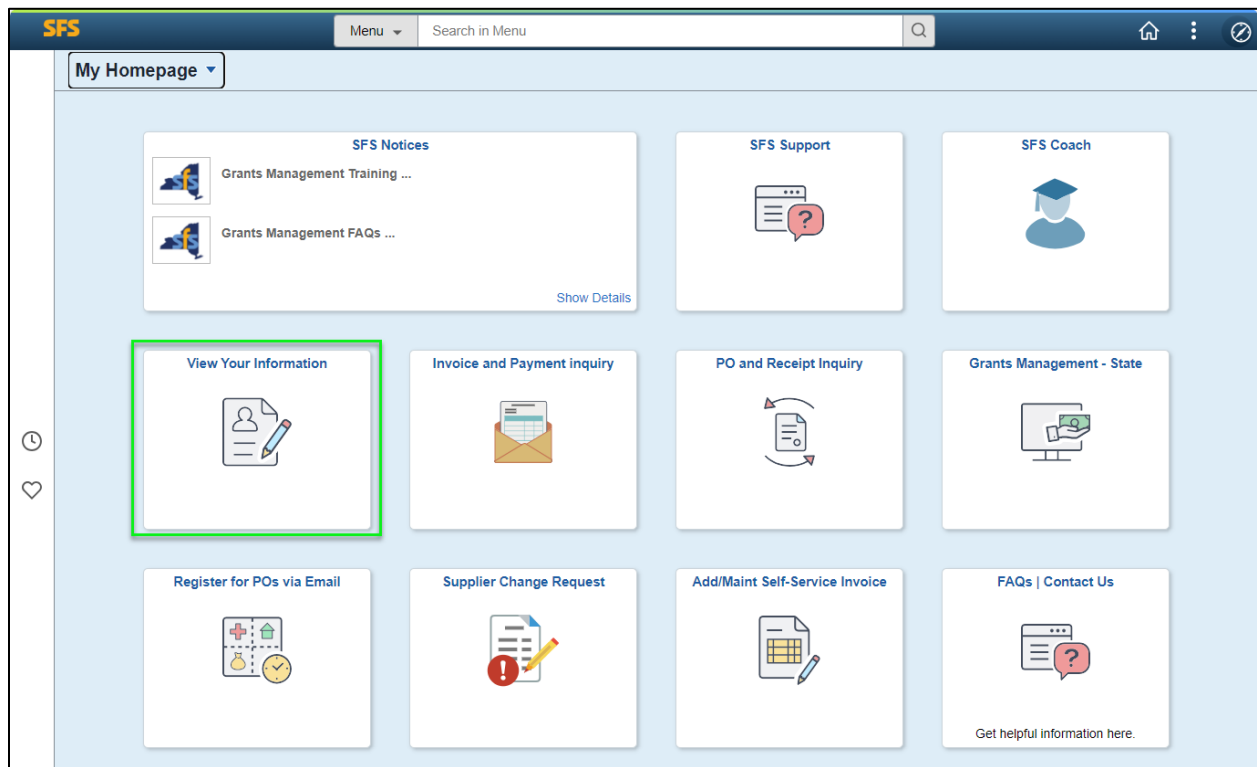 SFS
Menu
Search in Menu
My Homepage
SFS Notices
Grants Management Training ...
Grants Management FAQs ...
Show Details
SFS Support
?
SFS Coach
View Your Information
Invoice and Payment inquiry
PO and Receipt Inquiry
Grants Management - State
Register for POs via Email
Supplier Change Request
!
Add/Maint Self-Service Invoice
FAQs | Contact Us
?
Get helpful information here.
sfs
sfs